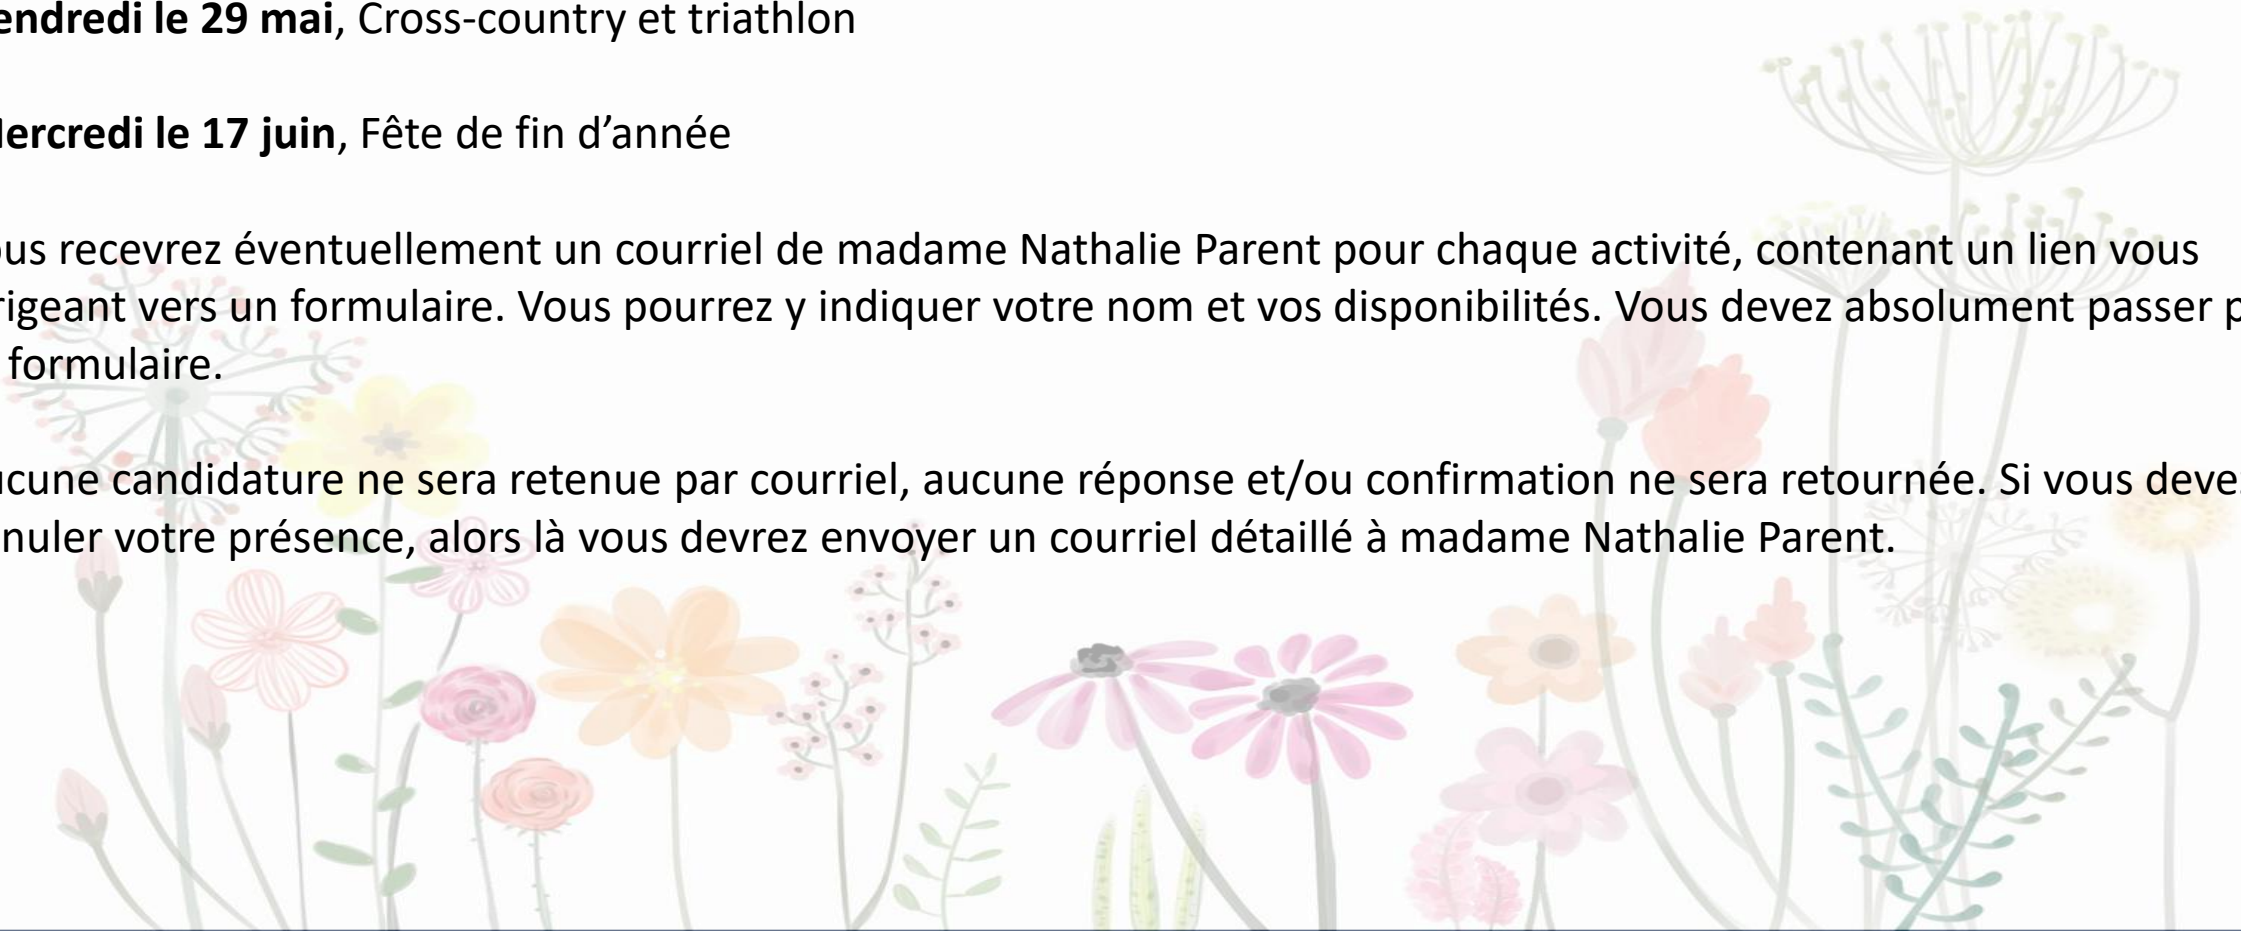 endredi le 29 mai, Cross-country et triathlon
ercredi le 17 juin, Fête de fin d’année
ous recevrez éventuellement un courriel de madame Nathalie Parent pour chaque activité, contenant un lien vous
rigeant vers un formulaire. Vous pourrez y indiquer votre nom et vos disponibilités. Vous devez absolument passer p
formulaire.
ucune candidature ne sera retenue par courriel, aucune réponse et/ou confirmation ne sera retournée. Si vous devez
nuler votre présence, alors là vous devrez envoyer un courriel détaillé à madame Nathalie Parent.